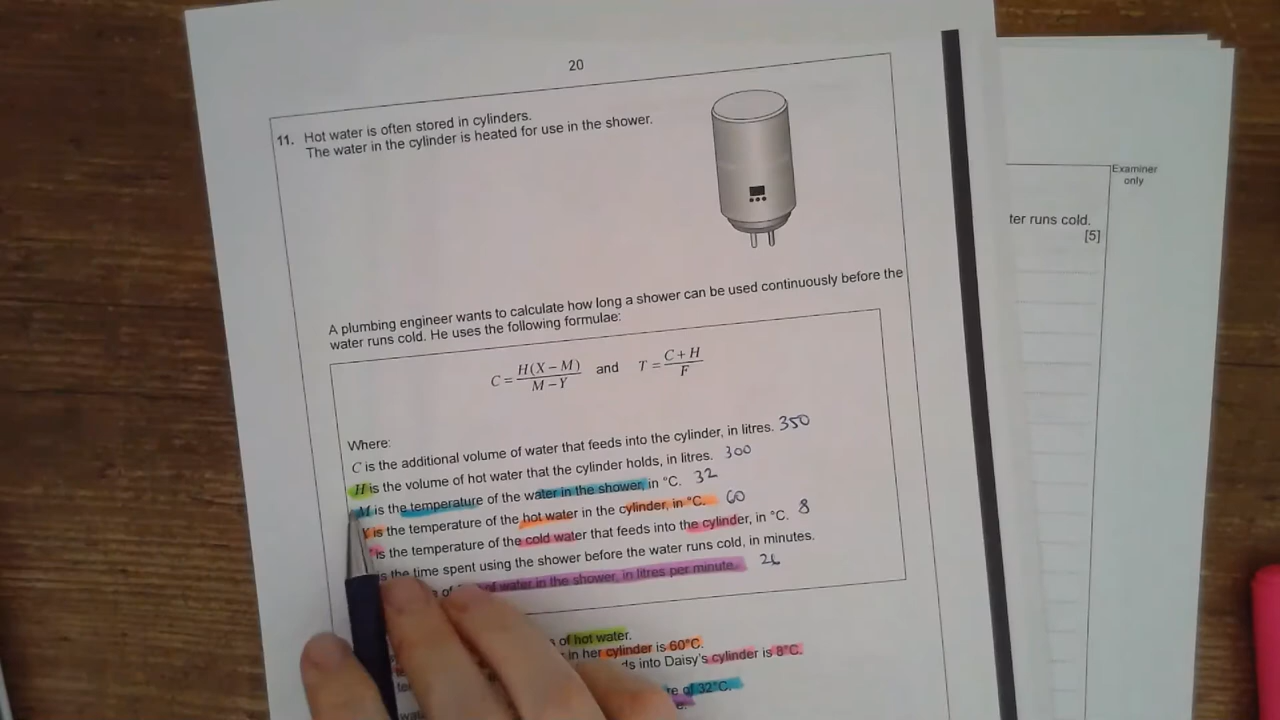 20
11. Hot water is often stored in cylinders.
The water in the cylinder is heated for use in the shower.
Examiner
only
ter runs cold.
[5]
A plumbing engineer wants to calculate how long a shower can be used continuously before the
water runs cold. He uses the following formulae:
C = H(X – M) / M – Y and T = C + H / F
Where:
C is the additional volume of water that feeds into the cylinder, in litres. 350
H is the volume of hot water that the cylinder holds, in litres. 300
M is the temperature of the water in the shower, in °C. 32
X is the temperature of the hot water in the cylinder, in °C. 60
is the temperature of the cold water that feeds into the cylinder, in °C. 8
is the time spent using the shower before the water runs cold, in minutes.
of water in the shower, in litres per minute. 26
of hot water.
in her cylinder is 60°C.
ds into Daisy's cylinder is 8°C.
re of 32°C.
e.